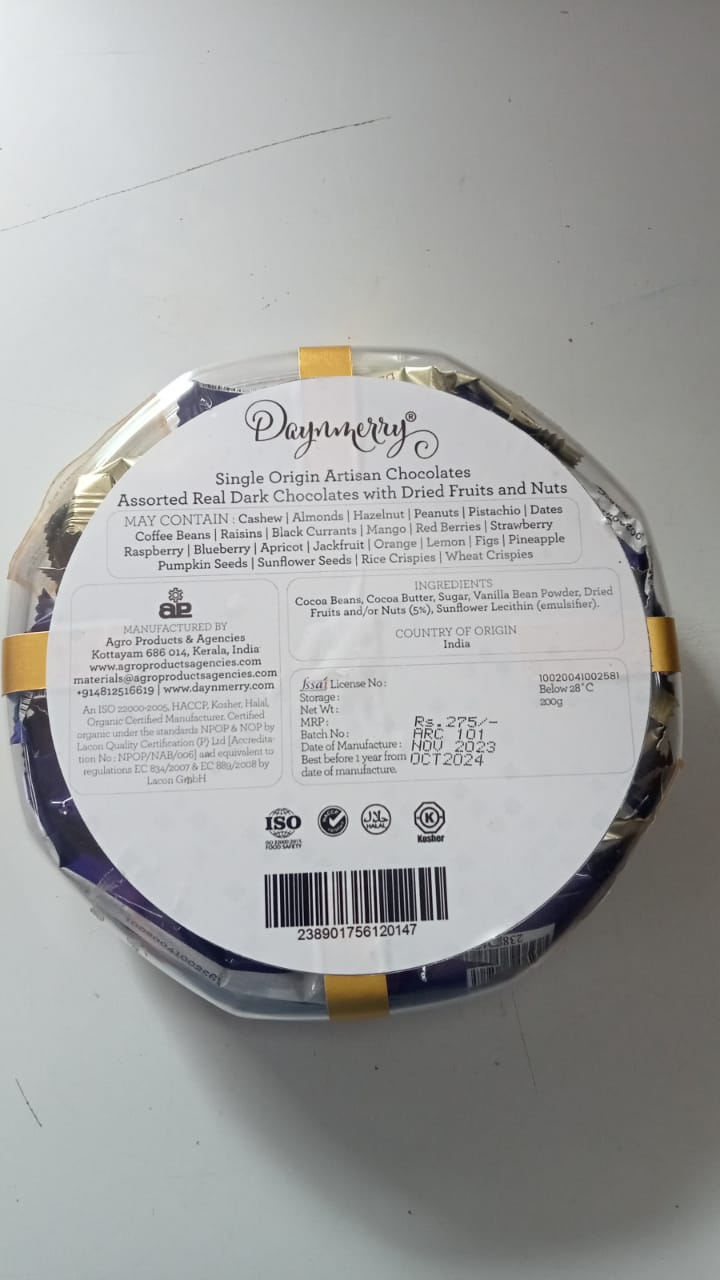 Daynmerry®
Single Origin Artisan Chocolates
Assorted Real Dark Chocolates with Dried Fruits and Nuts
MAY CONTAIN : Cashew | Almonds | Hazelnut | Peanuts | Pistachio | Dates
Coffee Beans | Raisins | Black Currants | Mango | Red Berries | Strawberry
Raspberry | Blueberry | Apricot | Jackfruit | Orange | Lemon | Figs | Pineapple
Pumpkin Seeds | Sunflower Seeds | Rice Crispies | Wheat Crispies
ae
MANUFACTURED BY
Agro Products & Agencies
Kottayam 686 014, Kerala, India
www.agroproductsagencies.com
materials@agroproductsagencies.com
+914812516619 | www.daynmerry.com
An ISO 22000-2005, HACCP, Kosher, Halal,
Organic Certified Manufacturer. Certified
organic under the standards NPOP & NOP by
Lacon Quality Certification (P) Ltd [Accredita-
tion No : NPOP/NAB/006] and equivalent to
regulations EC 834/2007 & EC 889/2008 by
Lacon GmbH
INGREDIENTS
Cocoa Beans, Cocoa Butter, Sugar, Vanilla Bean Powder, Dried
Fruits and/or Nuts (5%), Sunflower Lecithin (emulsifier).
COUNTRY OF ORIGIN
India
fssai License No : 10020041002581
Storage : Below 28°C
Net Wt : 200g
MRP : Rs.275/-
Batch No : ARC 101
Date of Manufacture : NOV 2023
Best before 1 year from OCT2024
date of manufacture.
ISO
FOOD SAFETY
HALAL
K
Kosher
238901756120147